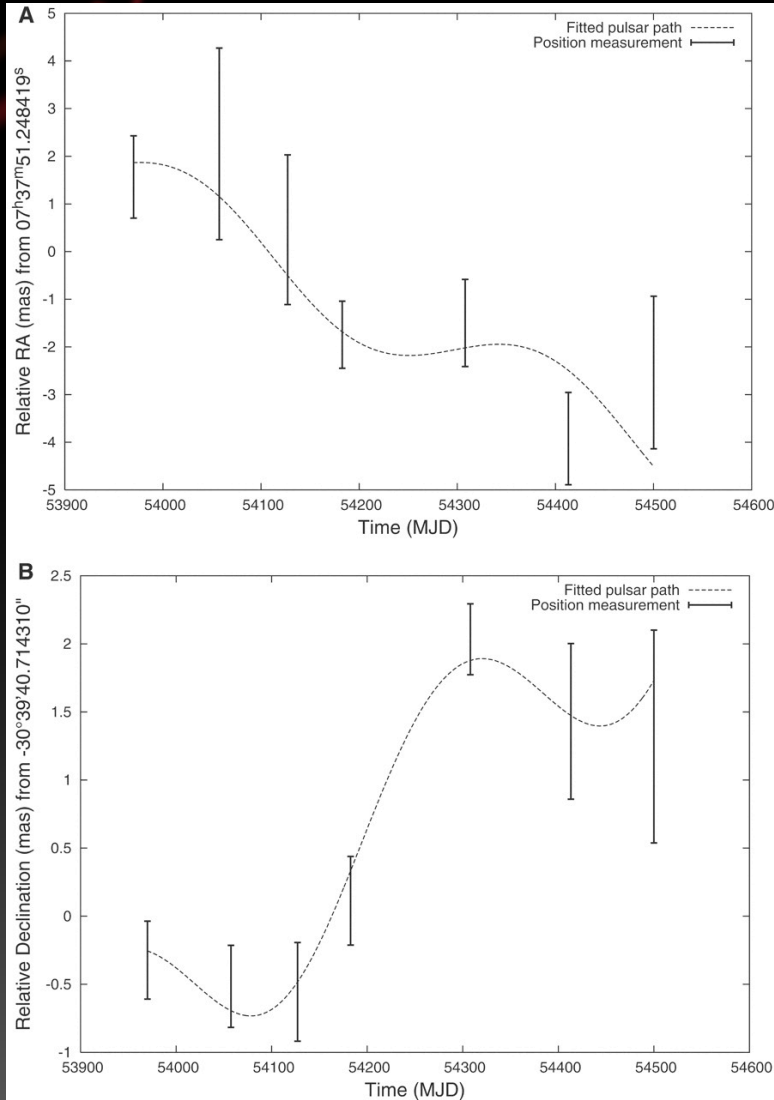 A
Fitted pulsar path
Position measurement
5
4
3
2
1
0
-1
-2
-3
-4
-5
Relative RA (mas) from 07ʰ37ᵐ51.248419ˢ
53900 54000 54100 54200 54300 54400 54500 54600
Time (MJD)
B
Fitted pulsar path
Position measurement
2.5
2
1.5
1
0.5
0
-0.5
-1
Relative Declination (mas) from -30°39'40.714310"
53900 54000 54100 54200 54300 54400 54500 54600
Time (MJD)